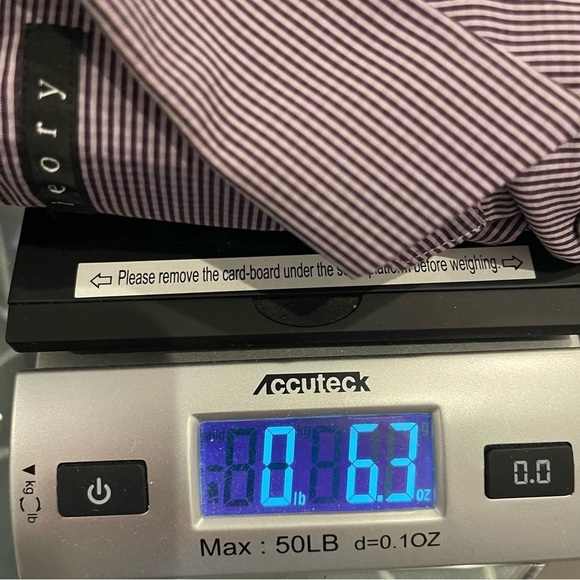 eory
Please remove the card-board under the before weighing.
Accuteck
0 lb 6.3 oz
0.0
kg lb
Max : 50LB d=0.1OZ